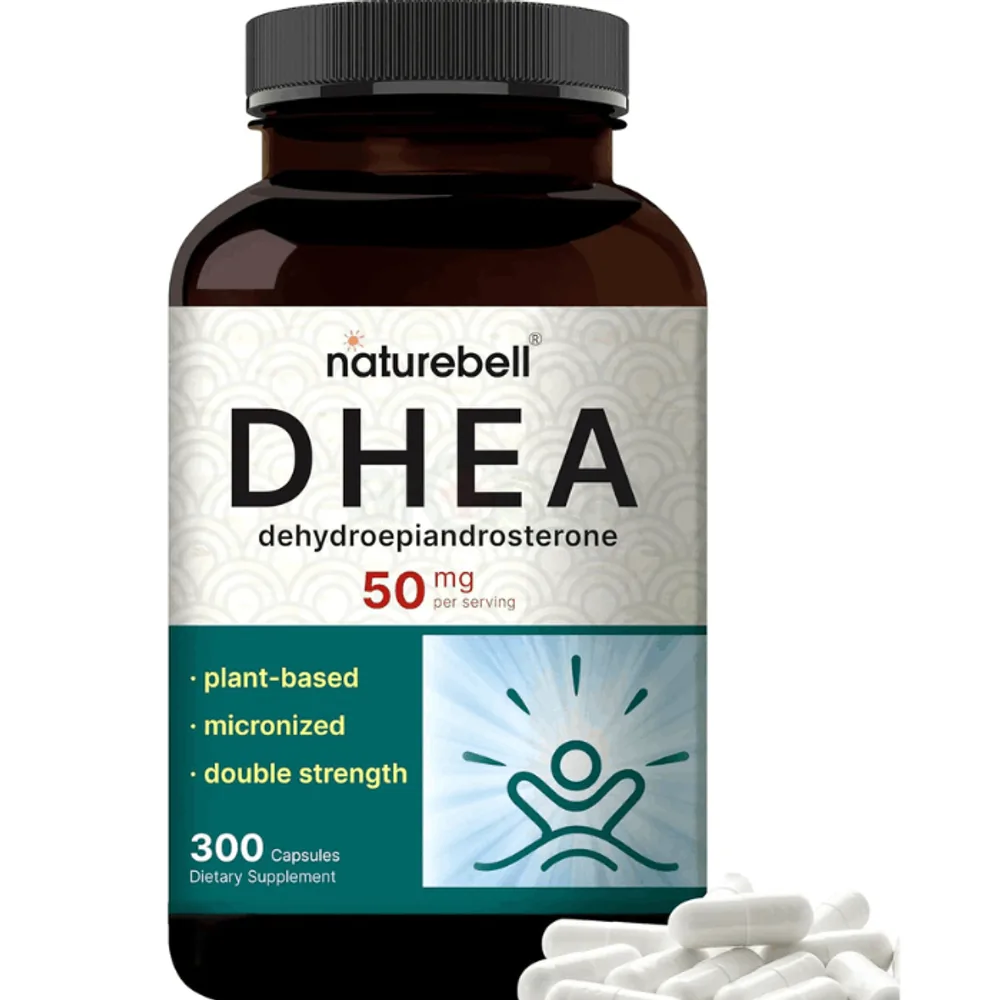 naturebell®
DHEA
dehydroepiandrosterone
50 mg
per serving
· plant-based
· micronized
· double strength
300 Capsules
Dietary Supplement